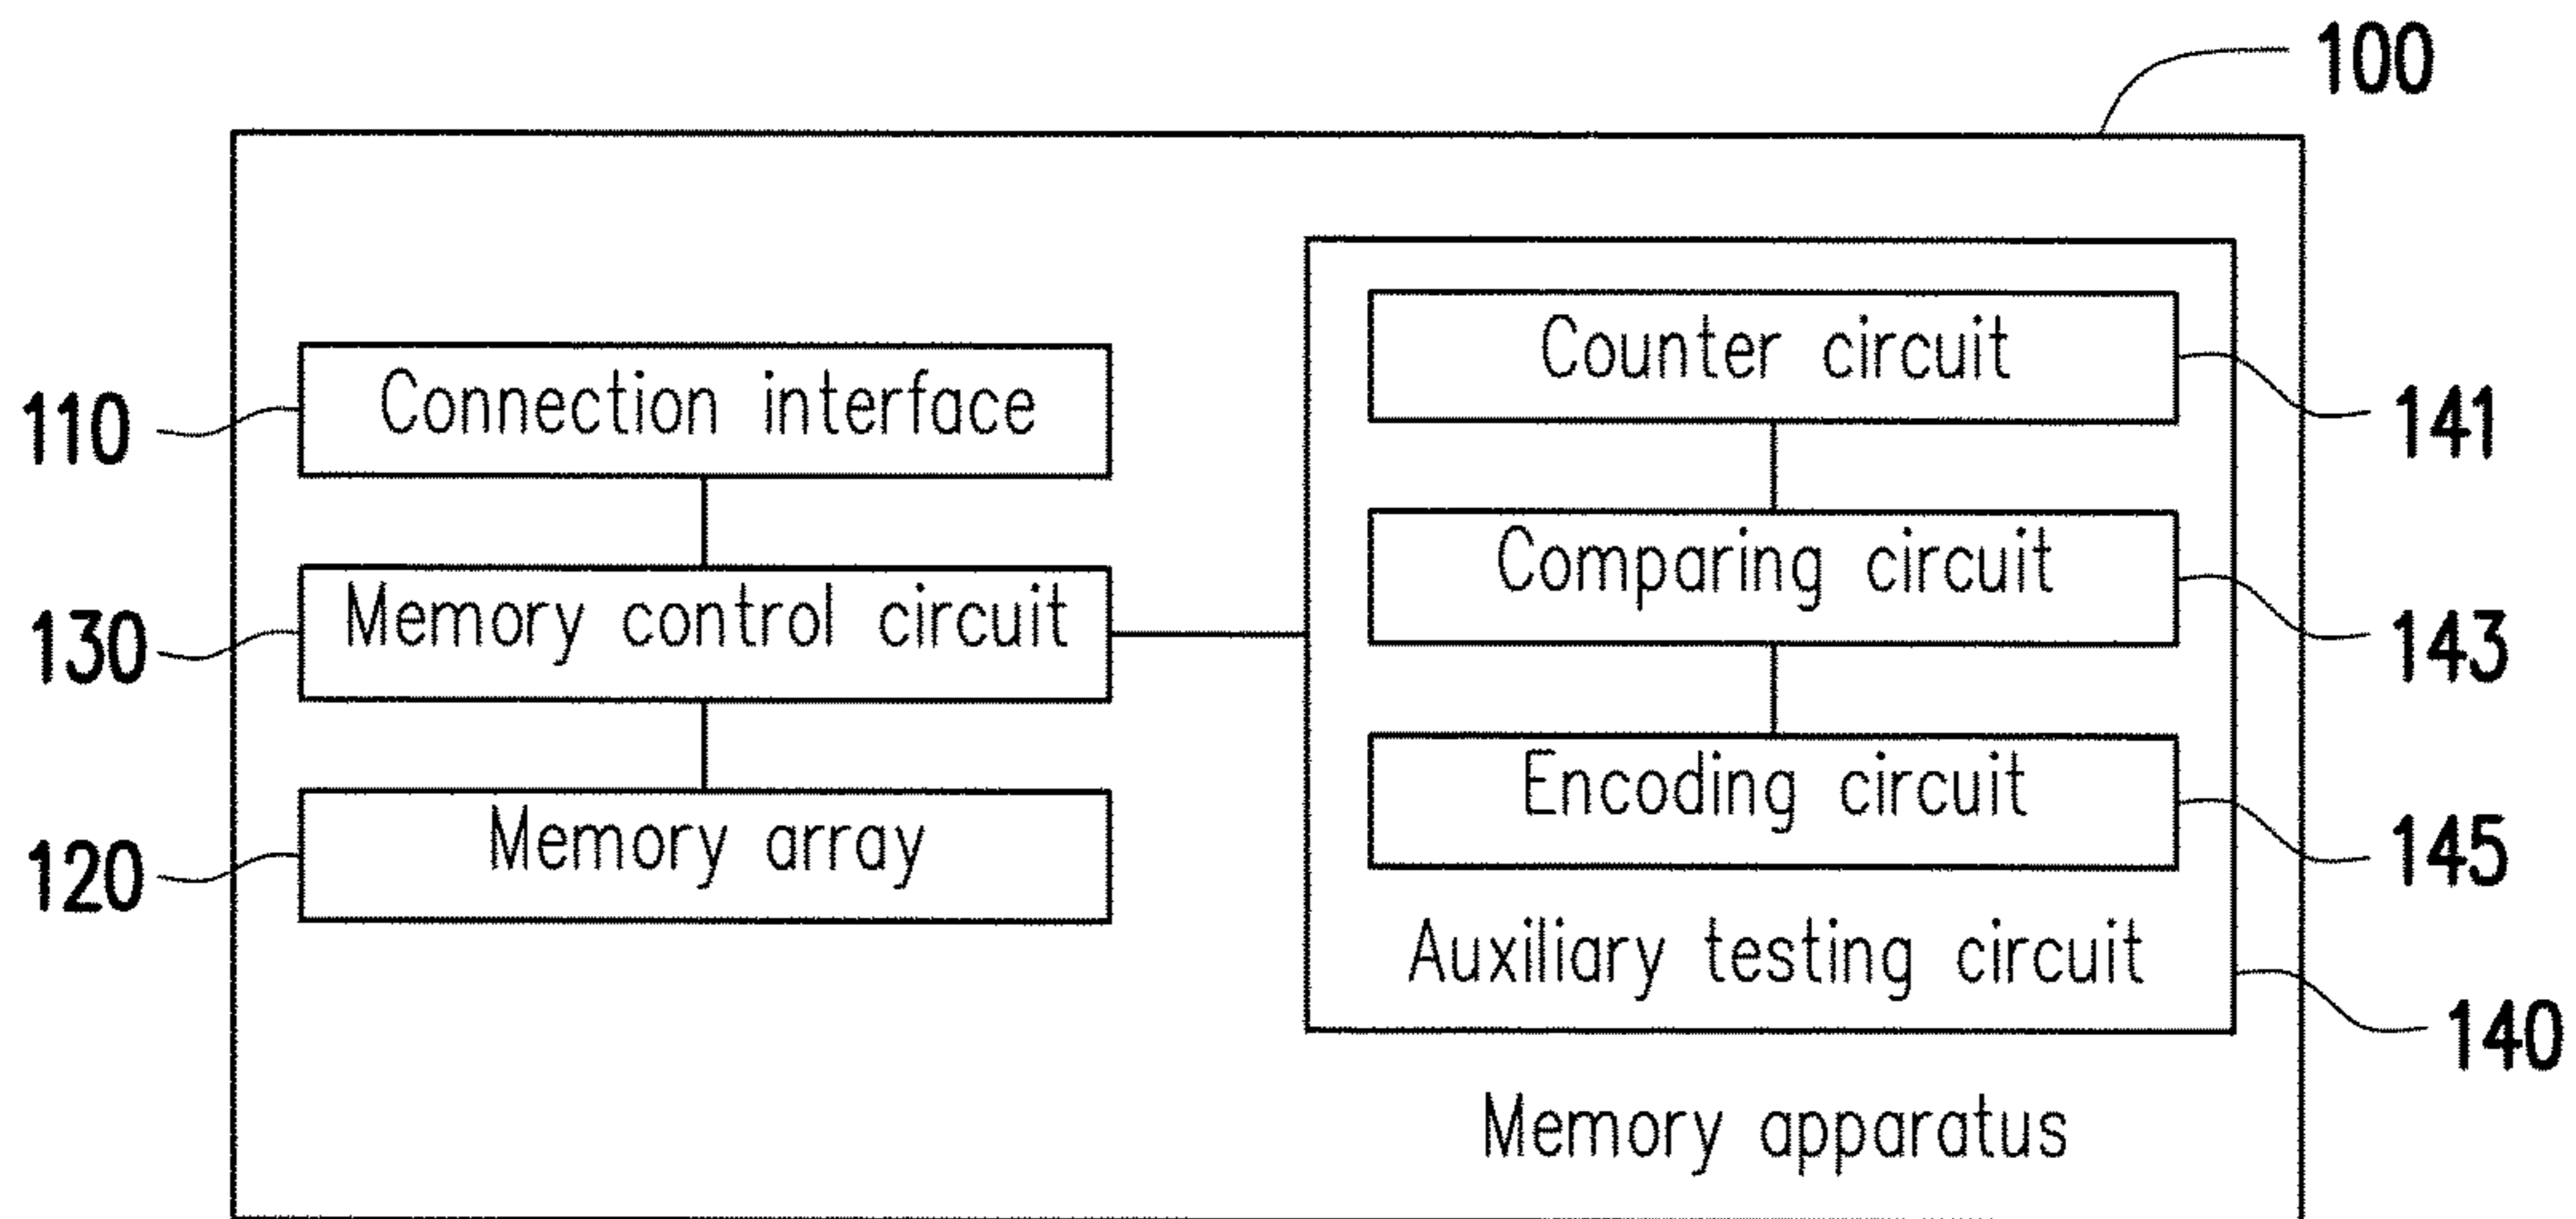 100
Counter circuit
141
Connection interface
110
Comparing circuit
143
Memory control circuit
130
Encoding circuit
145
Memory array
120
Auxiliary testing circuit
140
Memory apparatus